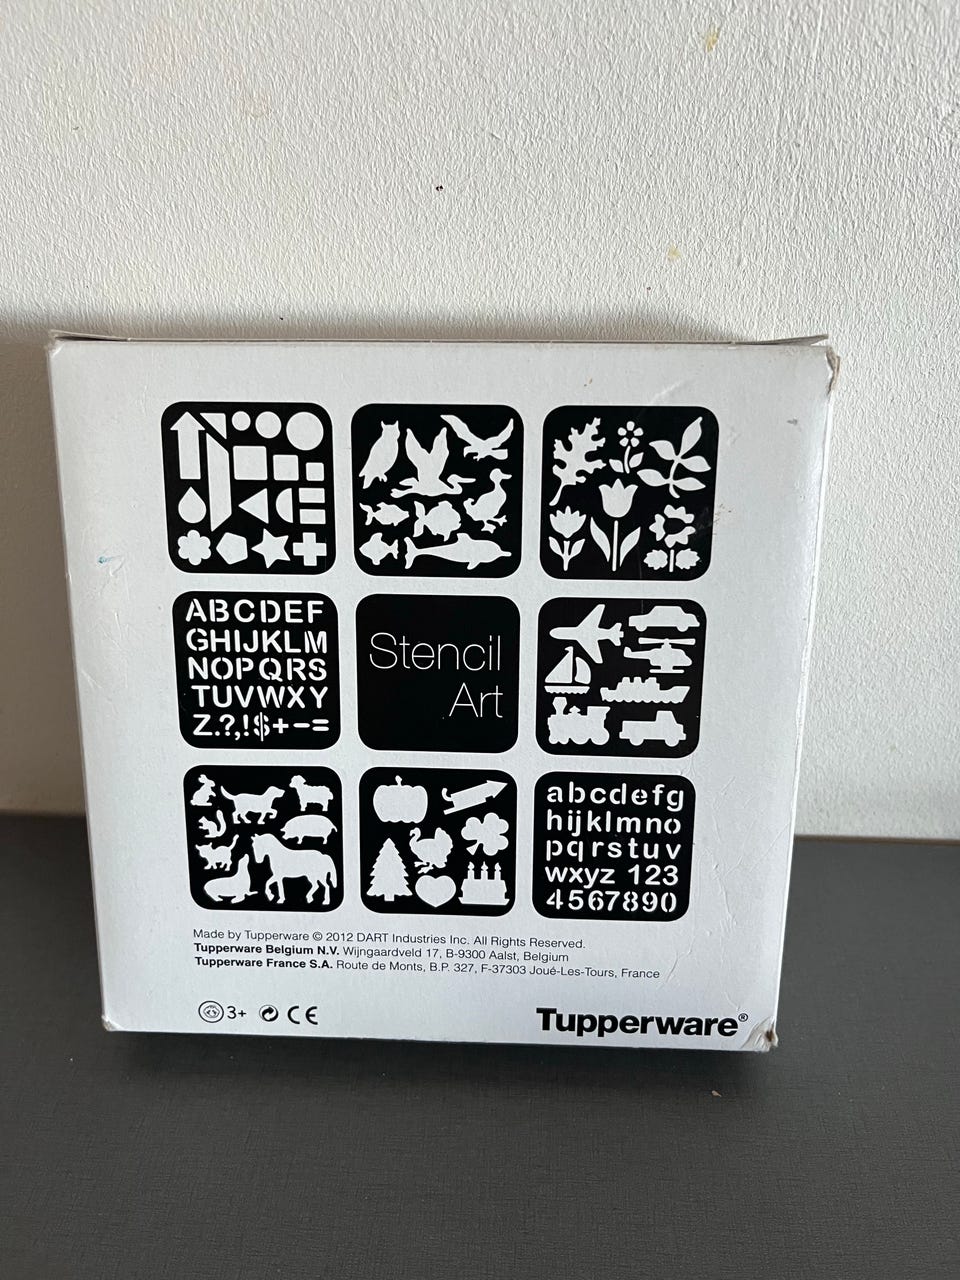 ABCDEF
GHIJKLM
NOPQRS
TUVWXY
Z.?,!$+-=
Stencil
Art
abcdefg
hijklmno
pqrstuv
wxyz 123
4567890
Made by Tupperware © 2012 DART Industries Inc. All Rights Reserved.
Tupperware Belgium N.V. Wijngaardveld 17, B-9300 Aalst, Belgium
Tupperware France S.A. Route de Monts, B.P. 327, F-37303 Joué-Les-Tours, France
3+ CE
Tupperware®